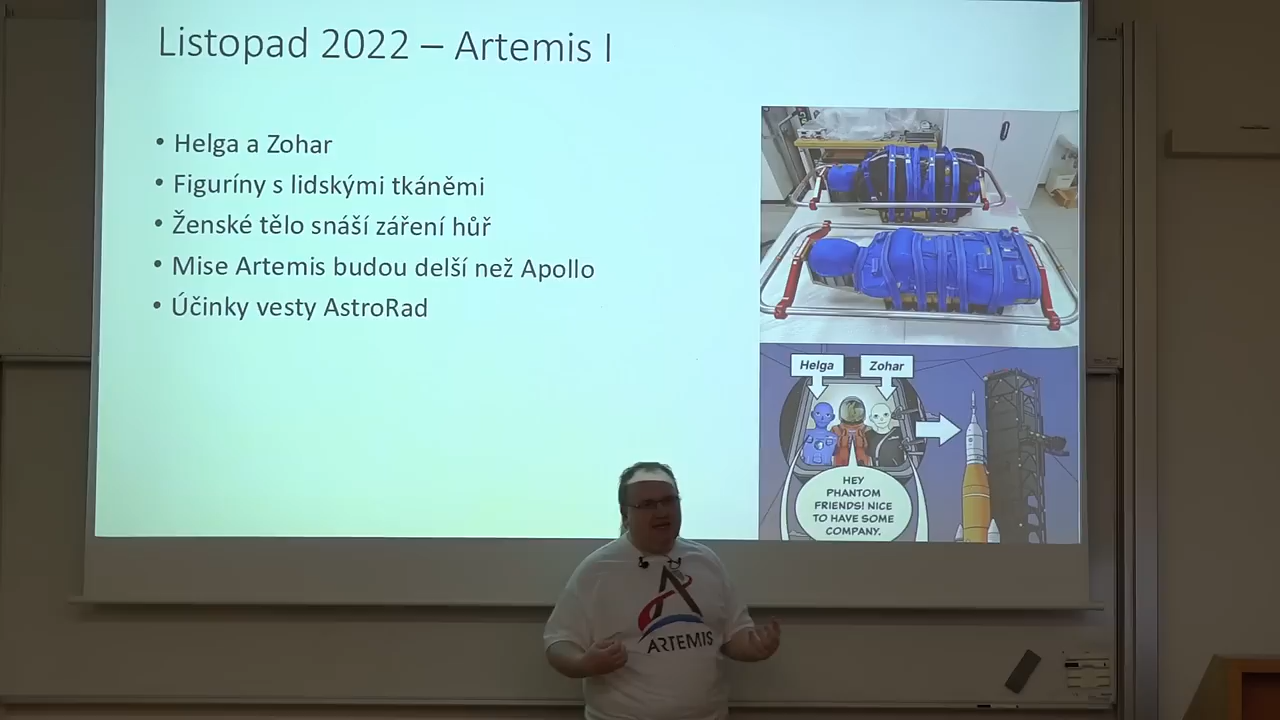 Listopad 2022 – Artemis I
• Helga a Zohar
• Figuríny s lidskými tkáněmi
• Ženské tělo snáší záření hůř
• Mise Artemis budou delší než Apollo
• Účinky vesty AstroRad
Helga
Zohar
HEY
PHANTOM
FRIENDS! NICE
TO HAVE SOME
COMPANY.
ARTEMIS